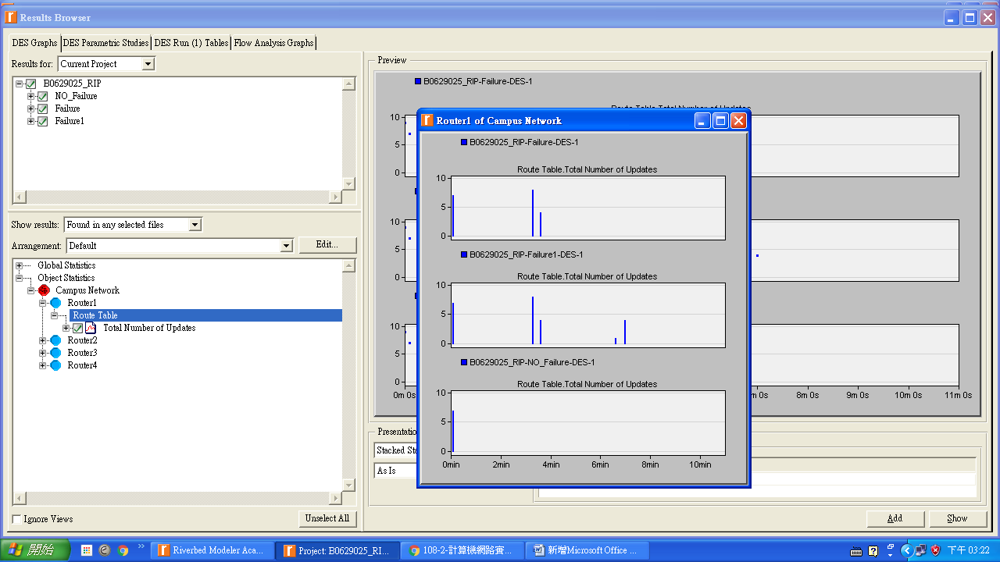 Results Browser
DES Graphs
DES Parametric Studies
DES Run (1) Tables
Flow Analysis Graphs
Results for:
Current Project
B0629025_RIP
NO_Failure
Failure
Failure1
Show results:
Found in any selected files
Arrangement:
Default
Edit...
Global Statistics
Object Statistics
Campus Network
Router1
Route Table
Total Number of Updates
Router2
Router3
Router4
Ignore Views
Unselect All
Preview
B0629025_RIP-Failure-DES-1
Route Table.Total Number of Updates
10
5
0
10
5
0
10
5
0
0m 0s
8m 0s
9m 0s
10m 0s
11m 0s
Router1 of Campus Network
B0629025_RIP-Failure-DES-1
Route Table.Total Number of Updates
10
5
0
B0629025_RIP-Failure1-DES-1
Route Table.Total Number of Updates
10
5
0
B0629025_RIP-NO_Failure-DES-1
Route Table.Total Number of Updates
10
5
0
0min
2min
4min
6min
8min
10min
Presentation
Stacked Sta
As Is
Add
Show
開始
Riverbed Modeler Aca...
Project: B0629025_RI...
108-2-計算機網路實...
新增Microsoft Office ...
下午 03:22